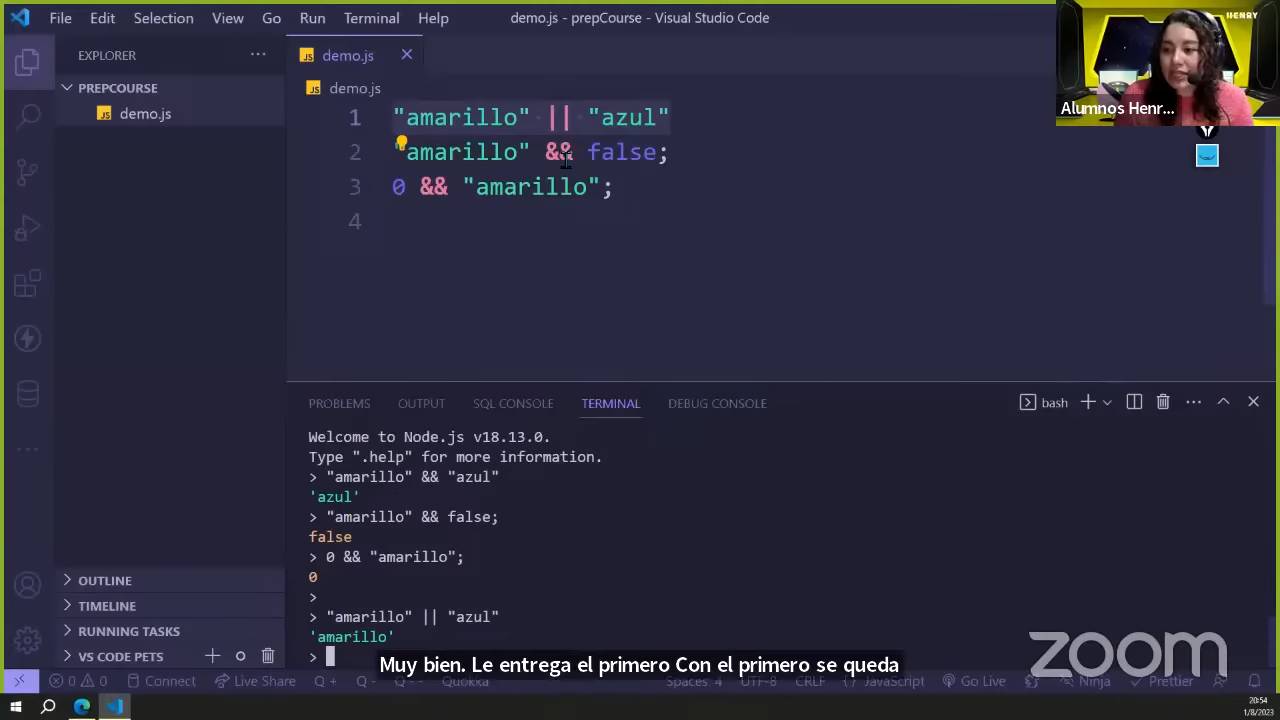 File Edit Selection View Go Run Terminal Help
demo.js - prepCourse - Visual Studio Code
HENRY
Alumnos Henr...
EXPLORER ...
PREPCOURSE
JS demo.js
JS demo.js
JS demo.js
1 "amarillo" || "azul"
2 "amarillo" && false;
3 0 && "amarillo";
4
PROBLEMS OUTPUT SQL CONSOLE TERMINAL DEBUG CONSOLE
bash
Welcome to Node.js v18.13.0.
Type ".help" for more information.
> "amarillo" && "azul"
'azul'
> "amarillo" && false;
false
> 0 && "amarillo";
0
>
> "amarillo" || "azul"
'amarillo'
>
OUTLINE
TIMELINE
RUNNING TASKS
VS CODE PETS
Muy bien. Le entrega el primero Con el primero se queda
zoom
0 0 Connect Live Share Q + Q - Quokka Spaces: 4 UTF-8 CRLF JavaScript Go Live Ninja Prettier
20:54
1/8/2023